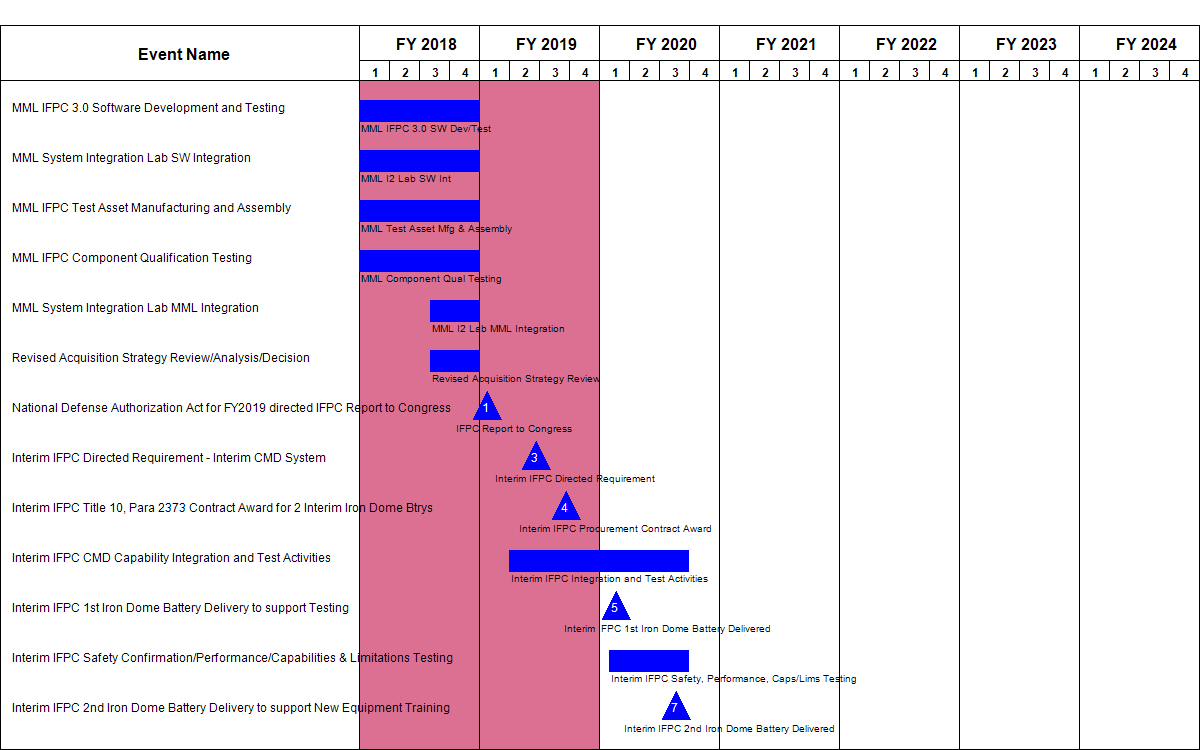 Event Name
FY 2018 FY 2019 FY 2020 FY 2021 FY 2022 FY 2023 FY 2024
1 2 3 4 1 2 3 4 1 2 3 4 1 2 3 4 1 2 3 4 1 2 3 4 1 2 3 4
MML IFPC 3.0 Software Development and Testing
MML IFPC 3.0 SW Dev/Test
MML System Integration Lab SW Integration
MML I2 Lab SW Int
MML IFPC Test Asset Manufacturing and Assembly
MML Test Asset Mfg & Assembly
MML IFPC Component Qualification Testing
MML Component Qual Testing
MML System Integration Lab MML Integration
MML I2 Lab MML Integration
Revised Acquisition Strategy Review/Analysis/Decision
Revised Acquisition Strategy Review
National Defense Authorization Act for FY2019 directed IFPC Report to Congress
1
IFPC Report to Congress
Interim IFPC Directed Requirement - Interim CMD System
3
Interim IFPC Directed Requirement
Interim IFPC Title 10, Para 2373 Contract Award for 2 Interim Iron Dome Btrys
4
Interim IFPC Procurement Contract Award
Interim IFPC CMD Capability Integration and Test Activities
Interim IFPC Integration and Test Activities
Interim IFPC 1st Iron Dome Battery Delivery to support Testing
5
Interim IFPC 1st Iron Dome Battery Delivered
Interim IFPC Safety Confirmation/Performance/Capabilities & Limitations Testing
Interim IFPC Safety, Performance, Caps/Lims Testing
Interim IFPC 2nd Iron Dome Battery Delivery to support New Equipment Training
7
Interim IFPC 2nd Iron Dome Battery Delivered